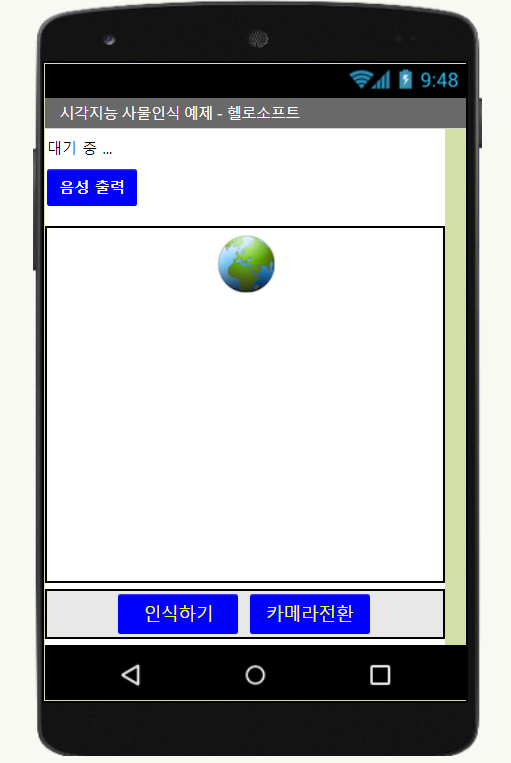 9:48
시각지능 사물인식 예제 - 헬로소프트
대기 중 ...
음성 출력
인식하기 카메라전환